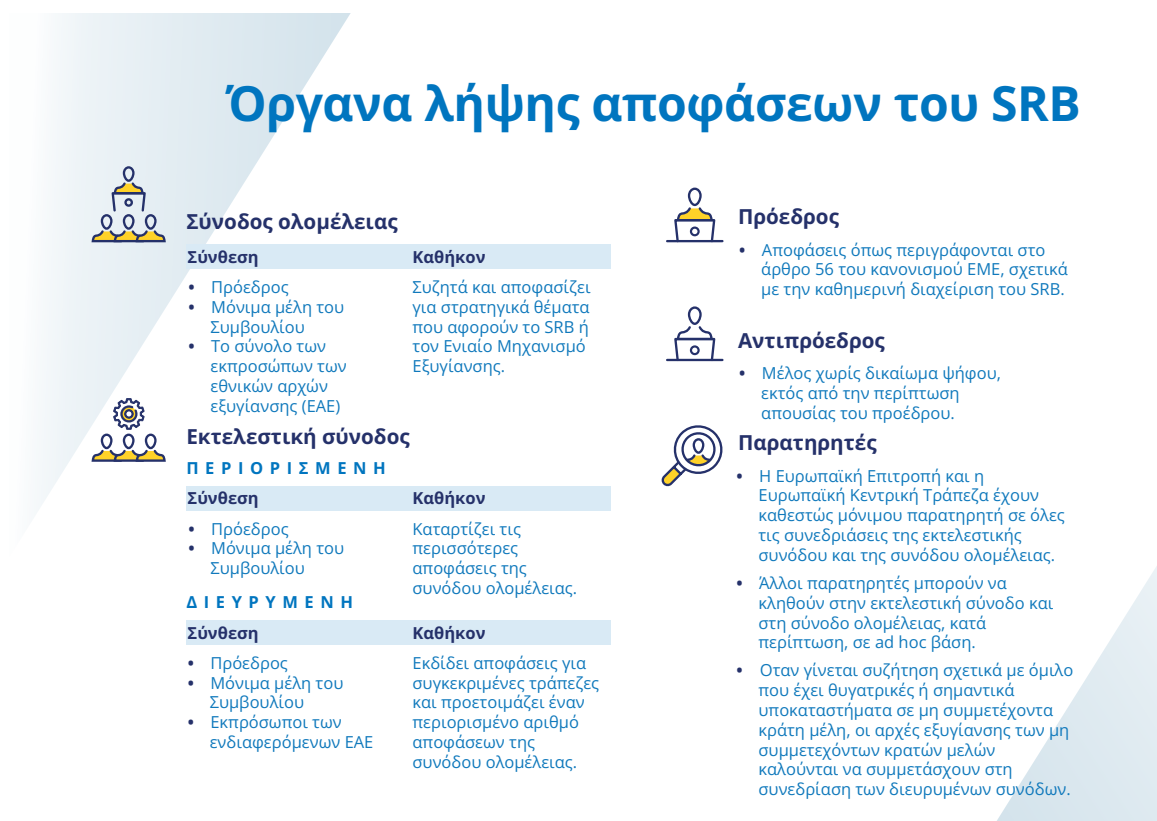 Όργανα λήψης αποφάσεων του SRB
Σύνοδος ολομέλειας
Σύνθεση
Καθήκον
• Πρόεδρος
• Μόνιμα μέλη του
Συμβουλίου
• Το σύνολο των
εκπροσώπων των
εθνικών αρχών
εξυγίανσης (ΕΑΕ)
Συζητά και αποφασίζει
για στρατηγικά θέματα
που αφορούν το SRB ή
τον Ενιαίο Μηχανισμό
Εξυγίανσης.
Εκτελεστική σύνοδος
ΠΕΡΙΟΡΙΣΜΕΝΗ
Σύνθεση
Καθήκον
• Πρόεδρος
• Μόνιμα μέλη του
Συμβουλίου
Καταρτίζει τις
περισσότερες
αποφάσεις της
συνόδου ολομέλειας.
ΔΙΕΥΡΥΜΕΝΗ
Σύνθεση
Καθήκον
• Πρόεδρος
• Μόνιμα μέλη του
Συμβουλίου
• Εκπρόσωποι των
ενδιαφερόμενων ΕΑΕ
Εκδίδει αποφάσεις για
συγκεκριμένες τράπεζες
και προετοιμάζει έναν
περιορισμένο αριθμό
αποφάσεων της
συνόδου ολομέλειας.
Πρόεδρος
• Αποφάσεις όπως περιγράφονται στο
άρθρο 56 του κανονισμού ΕΜΕ, σχετικά
με την καθημερινή διαχείριση του SRB.
Αντιπρόεδρος
• Μέλος χωρίς δικαίωμα ψήφου,
εκτός από την περίπτωση
απουσίας του προέδρου.
Παρατηρητές
• Η Ευρωπαϊκή Επιτροπή και η
Ευρωπαϊκή Κεντρική Τράπεζα έχουν
καθεστώς μόνιμου παρατηρητή σε όλες
τις συνεδριάσεις της εκτελεστικής
συνόδου και της συνόδου ολομέλειας.
• Άλλοι παρατηρητές μπορούν να
κληθούν στην εκτελεστική σύνοδο και
στη σύνοδο ολομέλειας, κατά
περίπτωση, σε ad hoc βάση.
• Οταν γίνεται συζήτηση σχετικά με όμιλο
που έχει θυγατρικές ή σημαντικά
υποκαταστήματα σε μη συμμετέχοντα
κράτη μέλη, οι αρχές εξυγίανσης των μη
συμμετεχόντων κρατών μελών
καλούνται να συμμετάσχουν στη
συνεδρίαση των διευρυμένων συνόδων.